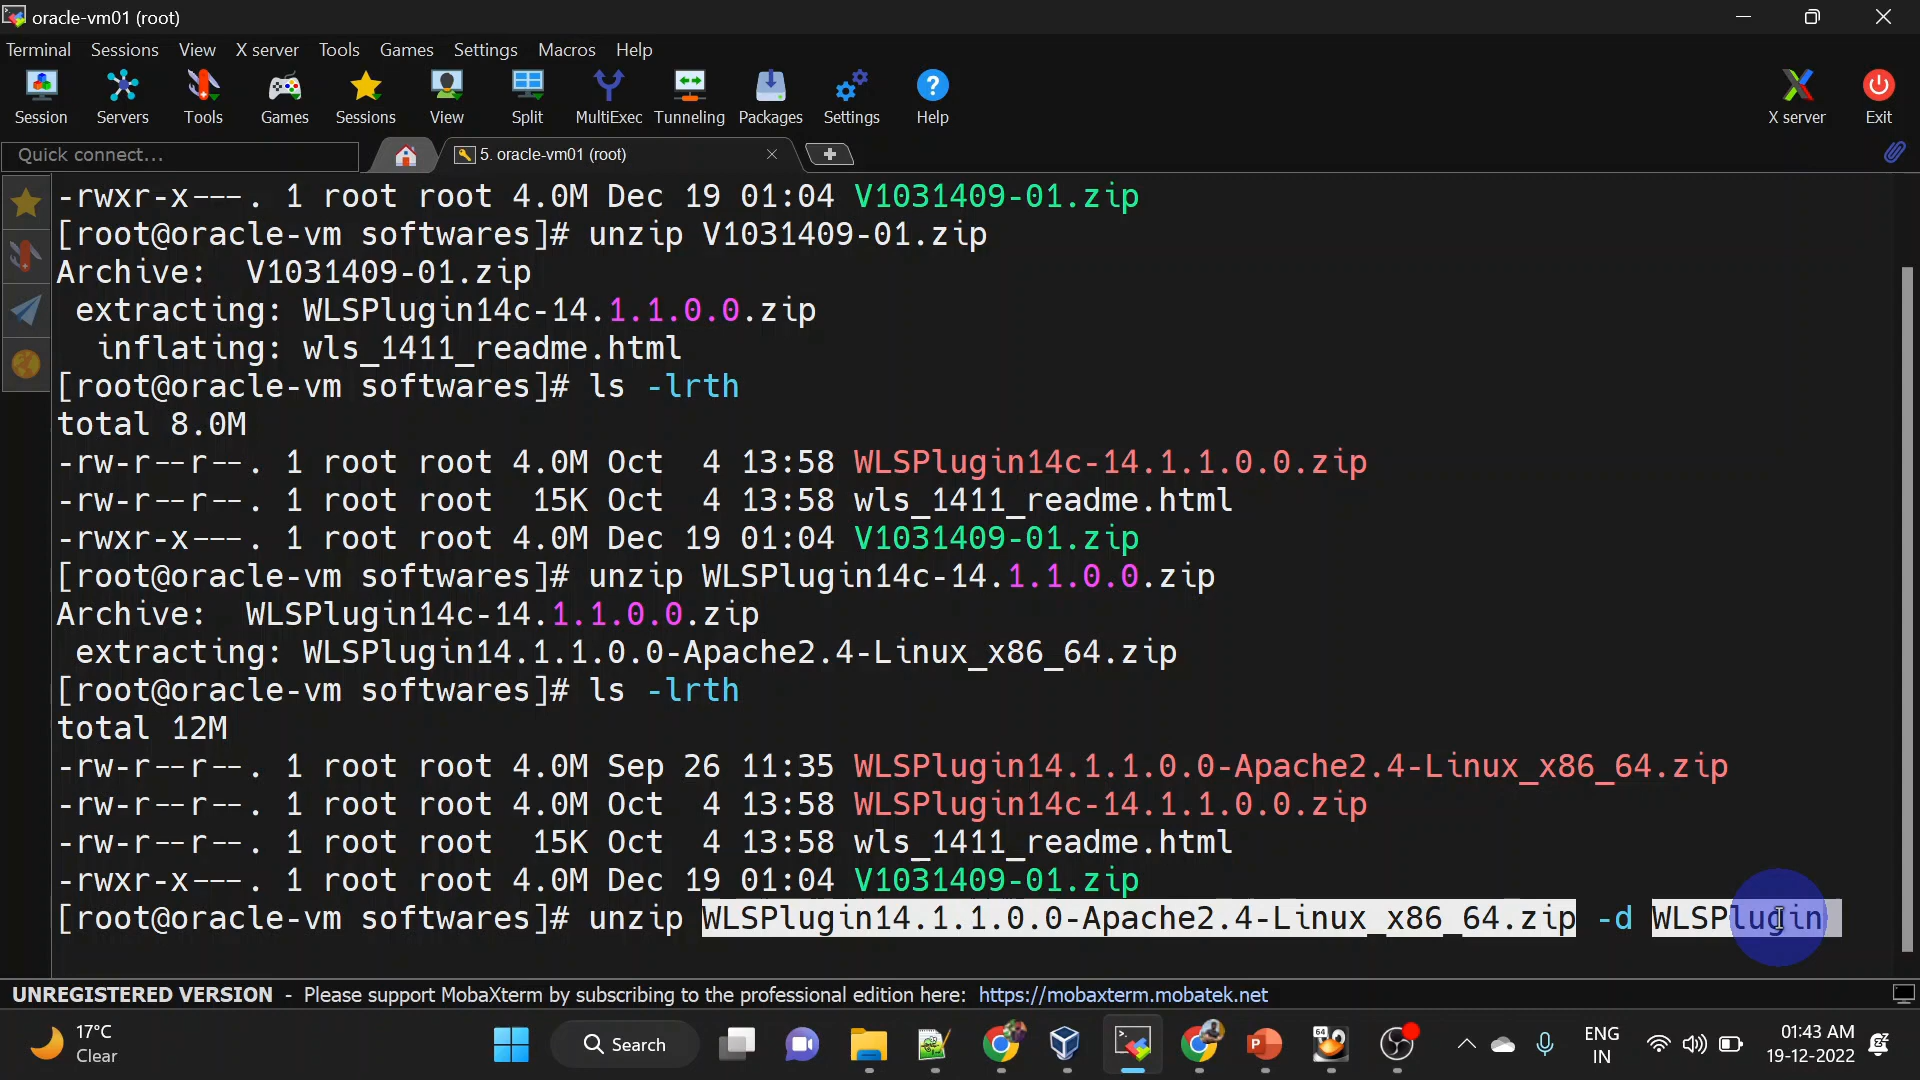 oracle-vm01 (root)
Terminal Sessions View X server Tools Games Settings Macros Help
Session Servers Tools Games Sessions View Split MultiExec Tunneling Packages Settings Help X server Exit
Quick connect... 5. oracle-vm01 (root)
-rwxr-x---. 1 root root 4.0M Dec 19 01:04 V1031409-01.zip
[root@oracle-vm softwares]# unzip V1031409-01.zip
Archive:  V1031409-01.zip
 extracting: WLSPlugin14c-14.1.1.0.0.zip
  inflating: wls_1411_readme.html
[root@oracle-vm softwares]# ls -lrth
total 8.0M
-rw-r--r--. 1 root root 4.0M Oct  4 13:58 WLSPlugin14c-14.1.1.0.0.zip
-rw-r--r--. 1 root root  15K Oct  4 13:58 wls_1411_readme.html
-rwxr-x---. 1 root root 4.0M Dec 19 01:04 V1031409-01.zip
[root@oracle-vm softwares]# unzip WLSPlugin14c-14.1.1.0.0.zip
Archive:  WLSPlugin14c-14.1.1.0.0.zip
 extracting: WLSPlugin14.1.1.0.0-Apache2.4-Linux_x86_64.zip
[root@oracle-vm softwares]# ls -lrth
total 12M
-rw-r--r--. 1 root root 4.0M Sep 26 11:35 WLSPlugin14.1.1.0.0-Apache2.4-Linux_x86_64.zip
-rw-r--r--. 1 root root 4.0M Oct  4 13:58 WLSPlugin14c-14.1.1.0.0.zip
-rw-r--r--. 1 root root  15K Oct  4 13:58 wls_1411_readme.html
-rwxr-x---. 1 root root 4.0M Dec 19 01:04 V1031409-01.zip
[root@oracle-vm softwares]# unzip WLSPlugin14.1.1.0.0-Apache2.4-Linux_x86_64.zip -d WLSPlugin
UNREGISTERED VERSION - Please support MobaXterm by subscribing to the professional edition here: https://mobaxterm.mobatek.net
17°C
Clear
Search
64
ENG
IN
01:43 AM
19-12-2022